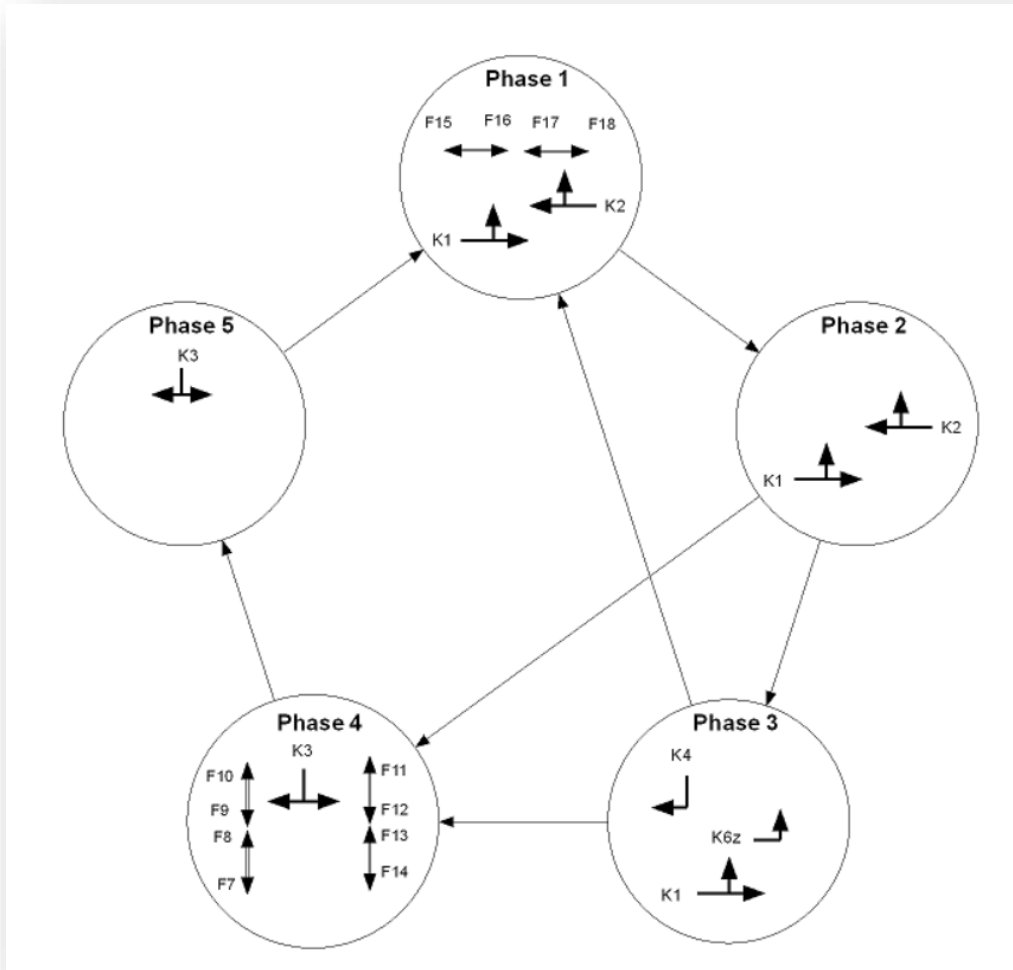 Phase 1
F15 F16 F17 F18
K2
K1
Phase 5
K3
Phase 2
K2
K1
Phase 4
K3
F10
F9
F8
F7
F11
F12
F13
F14
Phase 3
K4
K6z
K1